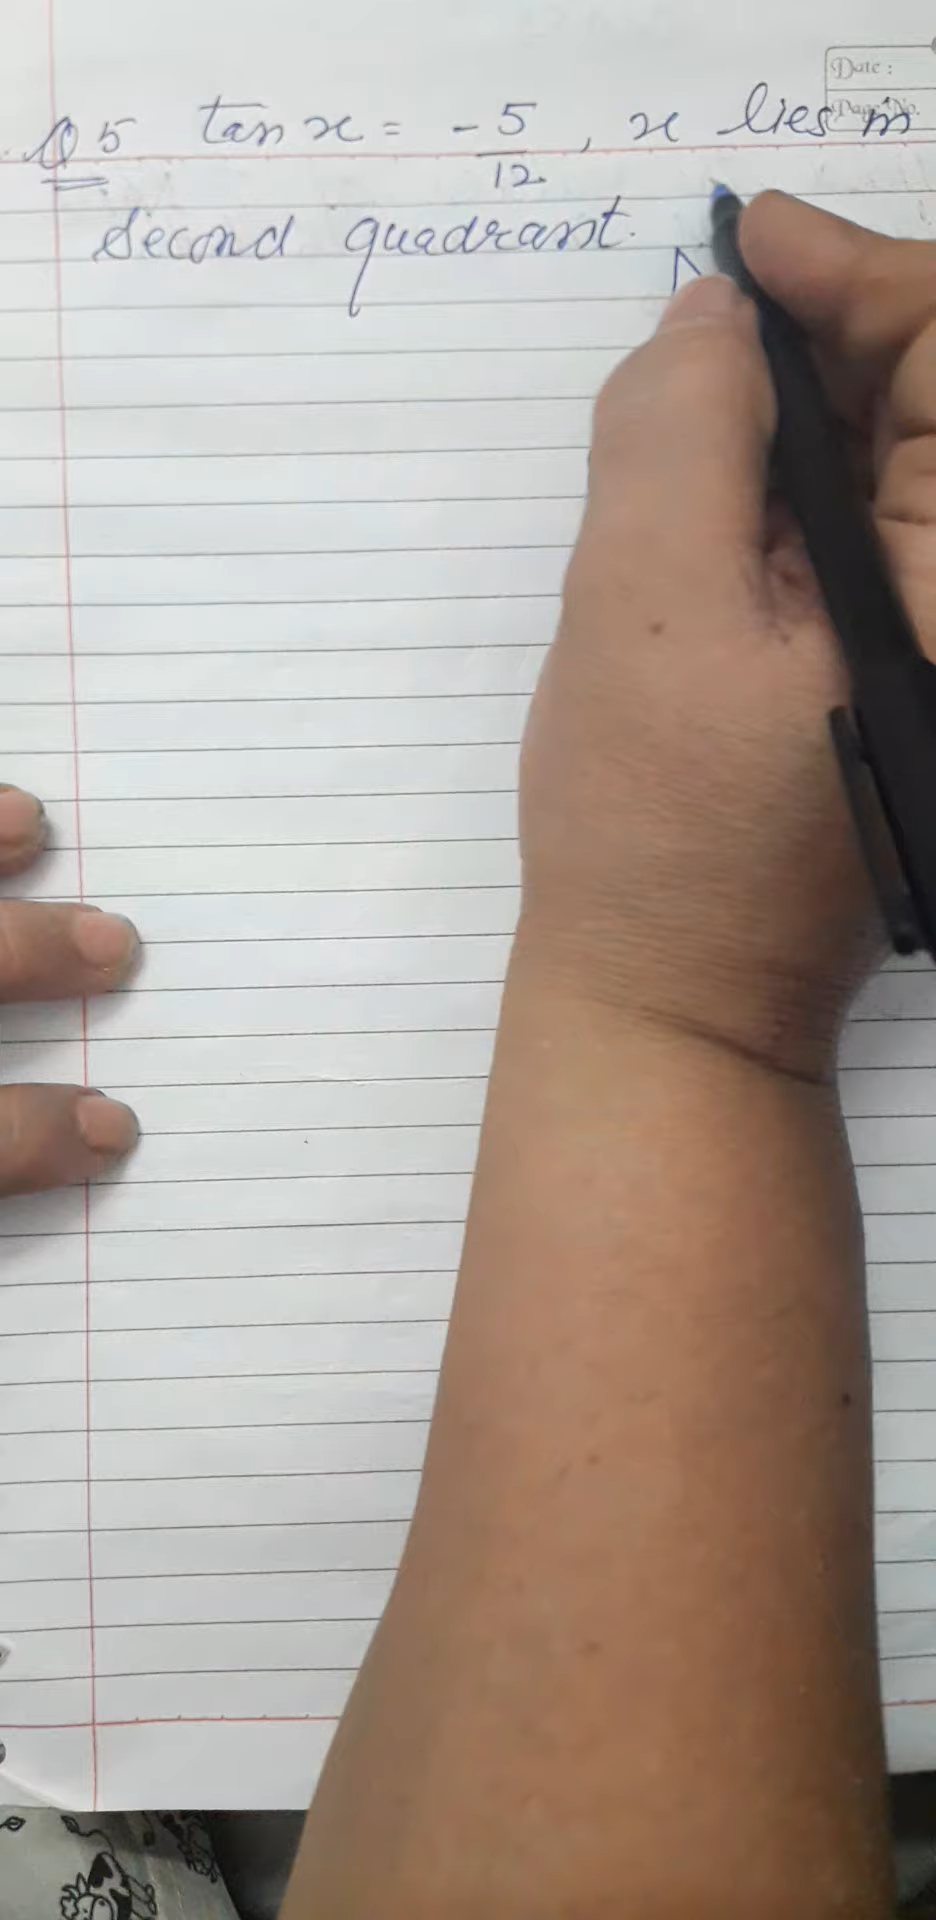 Date :
Page No.
Q5 tan x = -5/12, x lies in
second quadrant.